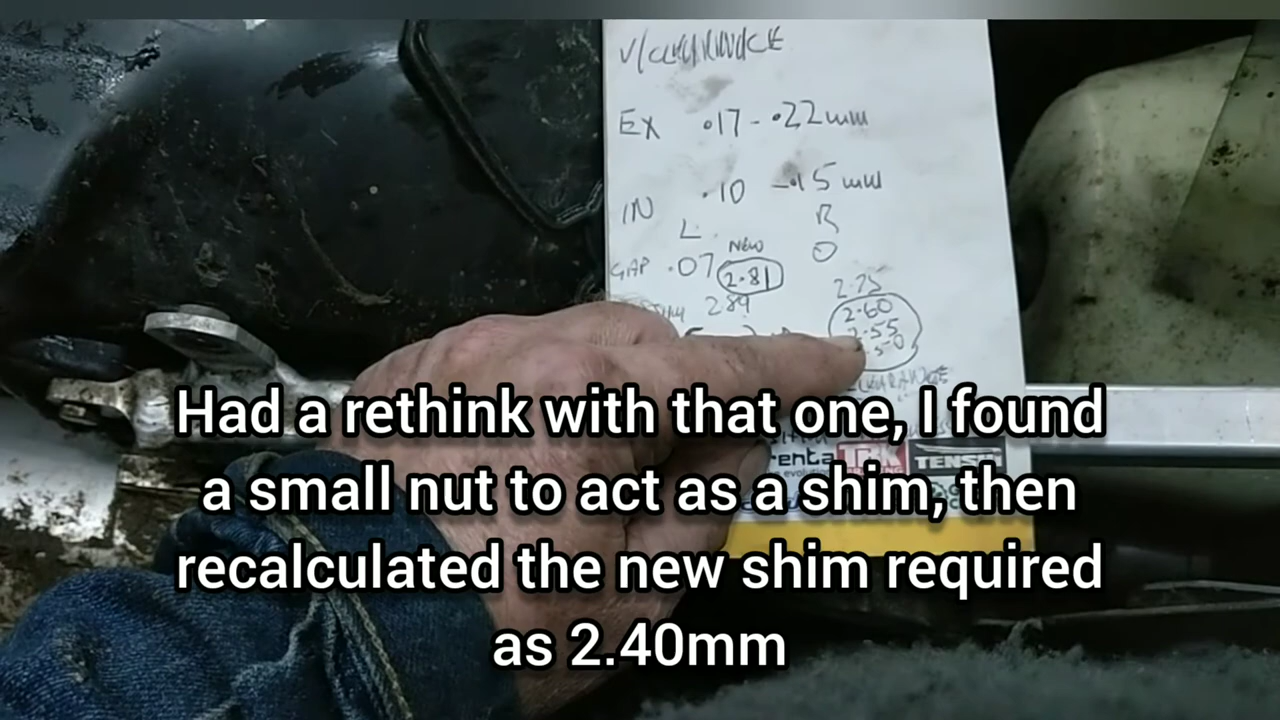 V/CLEARANCE
EX .17 - .22mm
IN .10 - .15mm
L R
NEW
GAP .07 2.81 0
2.89 2.75
2.60
2.55
Had a rethink with that one, I found
a small nut to act as a shim, then
recalculated the new shim required
as 2.40mm